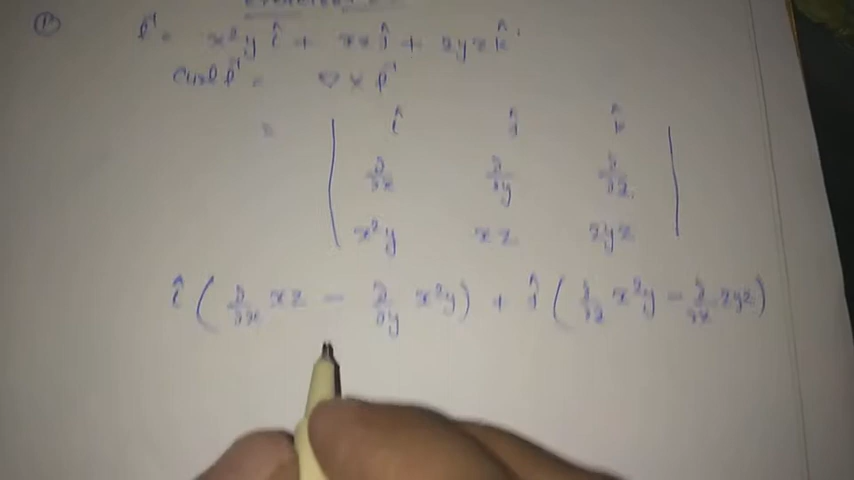 ①
f⃗ = x²y î + xz ĵ + 2yz k̂
Curl f⃗ = ∇ × f⃗
= | î ĵ k̂ |
| ∂/∂x ∂/∂y ∂/∂z |
| x²y xz 2yz |
î ( ∂/∂x xz − ∂/∂y x²y ) + ĵ ( ∂/∂z x²y − ∂/∂x 2yz )